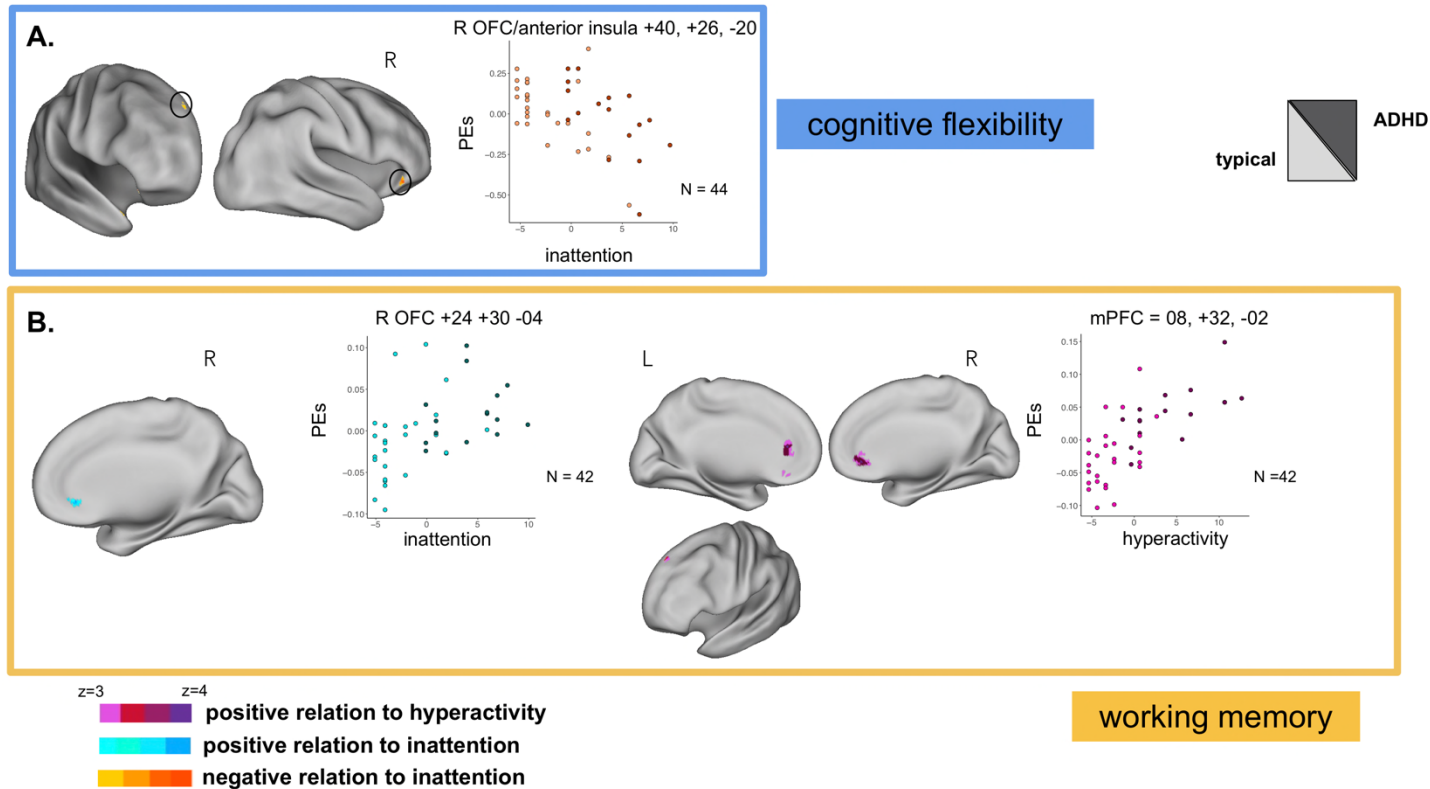 A.
R OFC/anterior insula +40, +26, -20
R
0.25
0.00
−0.25
−0.50
PEs
N = 44
−5 0 5 10
inattention
cognitive flexibility
ADHD
typical
B.
R OFC +24 +30 -04
R
0.10
0.05
0.00
−0.05
−0.10
PEs
N = 42
−5 0 5 10
inattention
L
R
mPFC = 08, +32, -02
0.15
0.10
0.05
0.00
−0.05
−0.10
PEs
N =42
−5 0 5 10
hyperactivity
z=3 z=4
positive relation to hyperactivity
positive relation to inattention
negative relation to inattention
working memory